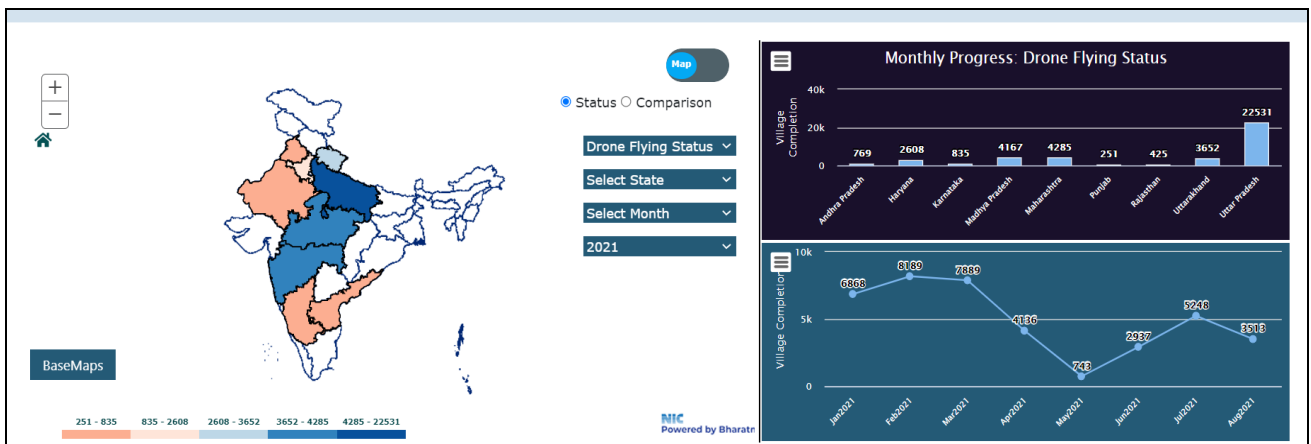 Map
+
−
Status
Comparison
Drone Flying Status
Select State
Select Month
2021
BaseMaps
251 - 835
835 - 2608
2608 - 3652
3652 - 4285
4285 - 22531
NIC
Powered by Bharatm
Monthly Progress: Drone Flying Status
Village
Completion
40k
20k
0
769
2608
835
4167
4285
251
425
3652
22531
Andhra Pradesh
Haryana
Karnataka
Madhya Pradesh
Maharashtra
Punjab
Rajasthan
Uttarakhand
Uttar Pradesh
Village Completion
10k
5k
0
6868
8189
7889
4136
743
2937
5248
3513
Jan2021
Feb2021
Mar2021
Apr2021
May2021
Jun2021
Jul2021
Aug2021